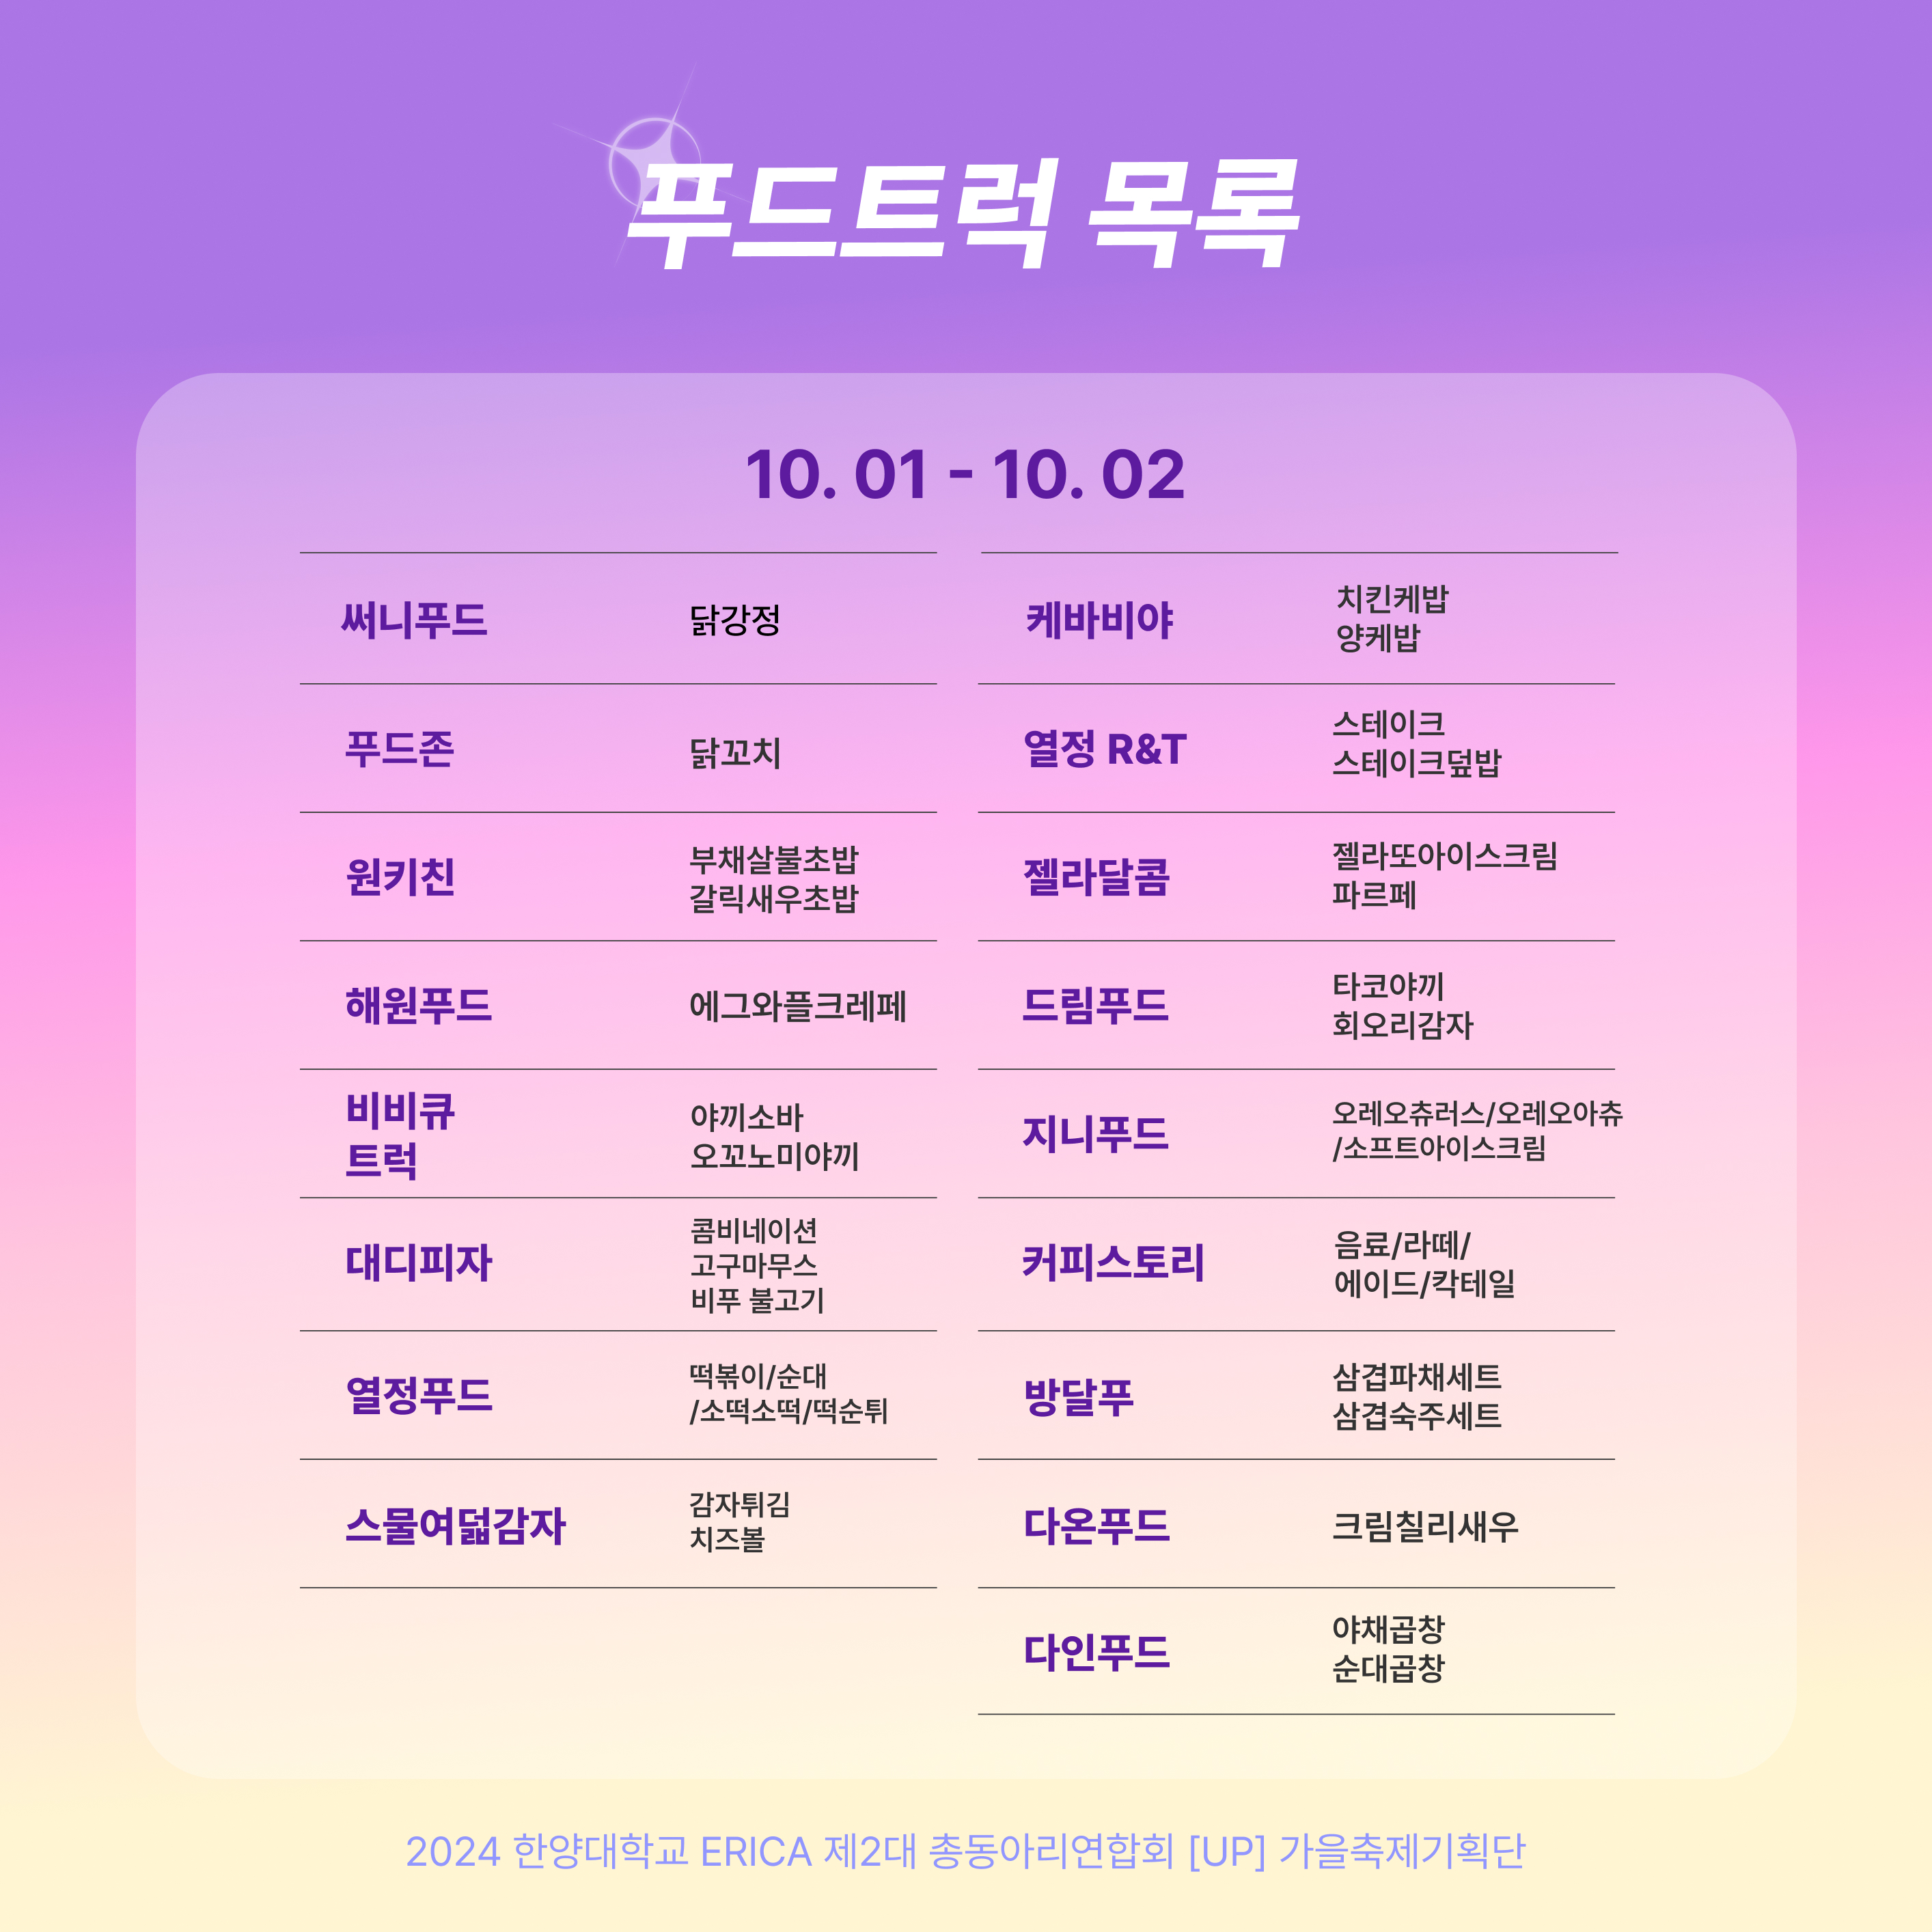 푸드트럭 목록
10. 01 - 10. 02
써니푸드
닭강정
푸드존
닭꼬치
원키친
부채살불초밥
갈릭새우초밥
해원푸드
에그와플크레페
비비큐
트럭
야끼소바
오꼬노미야끼
대디피자
콤비네이션
고구마무스
비푸 불고기
열정푸드
떡볶이/순대
/소떡소떡/떡순튀
스물여덟감자
감자튀김
치즈볼
케바비야
치킨케밥
양케밥
열정 R&T
스테이크
스테이크덮밥
젤라달콤
젤라또아이스크림
파르페
드림푸드
타코야끼
회오리감자
지니푸드
오레오츄러스/오레오아츄
/소프트아이스크림
커피스토리
음료/라떼/
에이드/칵테일
방달푸
삼겹파채세트
삼겹숙주세트
다온푸드
크림칠리새우
다인푸드
야채곱창
순대곱창
2024 한양대학교 ERICA 제2대 총동아리연합회 [UP] 가을축제기획단